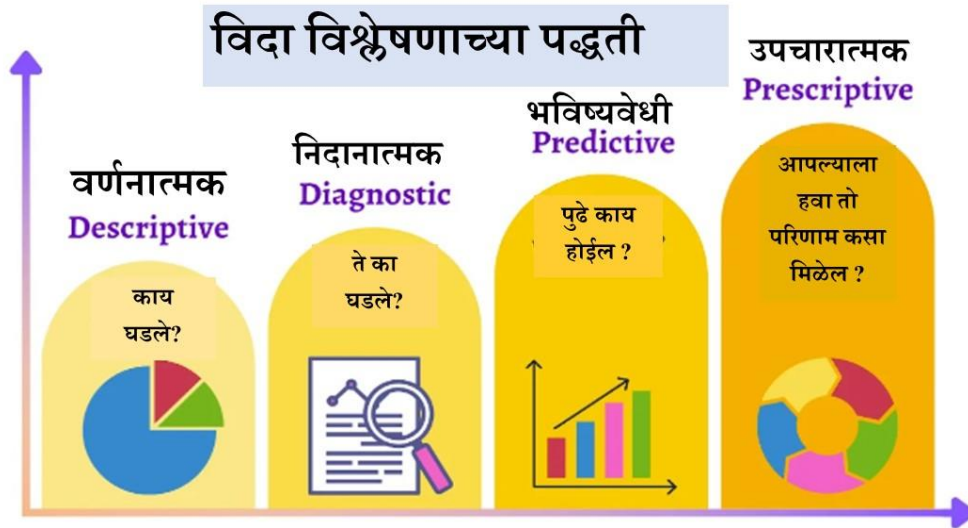 विदा विश्लेषणाच्या पद्धती
वर्णनात्मक
Descriptive
काय
घडले?
निदानात्मक
Diagnostic
ते का
घडले?
भविष्यवेधी
Predictive
पुढे काय
होईल ?
उपचारात्मक
Prescriptive
आपल्याला
हवा तो
परिणाम कसा
मिळेल ?